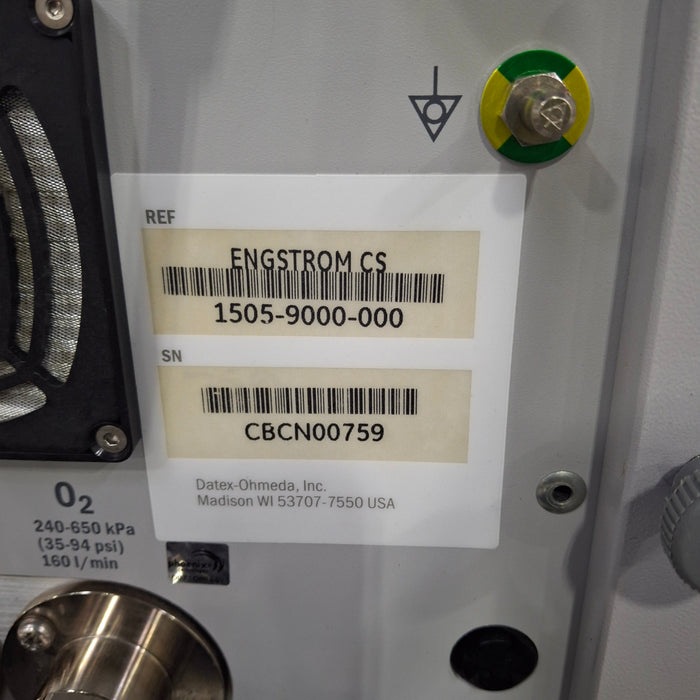 REF
ENGSTROM CS
1505-9000-000
SN
CBCN00759
Datex-Ohmeda, Inc.
Madison WI 53707-7550 USA
O2
240-650 kPa
(35-94 psi)
160 l/min
phoenix